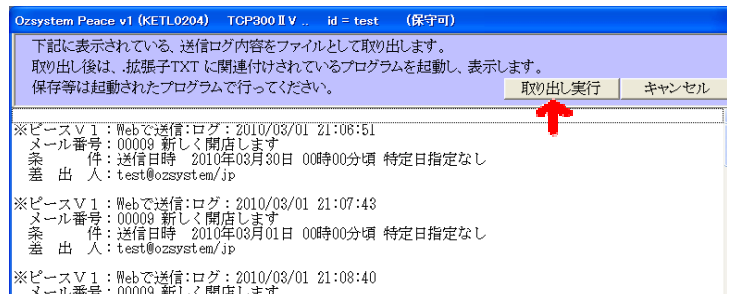 Ozsystem Peace v1 (KETL0204) TCP300ⅡV .. id = test (保守可)
下記に表示されている、送信ログ内容をファイルとして取り出します。
取り出し後は、.拡張子TXT に関連付けされているプログラムを起動し、表示します。
保存等は起動されたプログラムで行ってください。
取り出し実行 キャンセル
※ピースV1:Webで送信:ログ:2010/03/01 21:06:51
メール番号:00009 新しく開店します
条 件:送信日時 2010年03月30日 00時00分頃 特定日指定なし
差 出 人:test@ozsystem/jp
※ピースV1:Webで送信:ログ:2010/03/01 21:07:43
メール番号:00009 新しく開店します
条 件:送信日時 2010年03月01日 00時00分頃 特定日指定なし
差 出 人:test@ozsystem/jp
※ピースV1:Webで送信:ログ:2010/03/01 21:08:40
メール番号:00009 新しく開店します